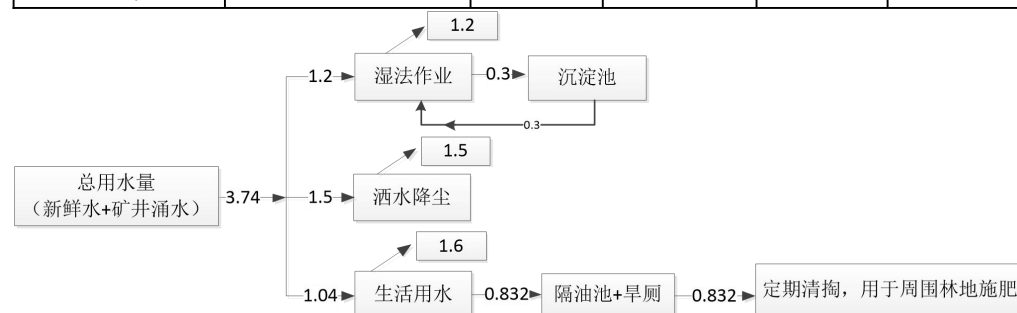 1.2
1.2
湿法作业
0.3
沉淀池
0.3
1.5
总用水量
（新鲜水+矿井涌水）
3.74
1.5
洒水降尘
1.6
1.04
生活用水
0.832
隔油池+旱厕
0.832
定期清掏，用于周围林地施肥